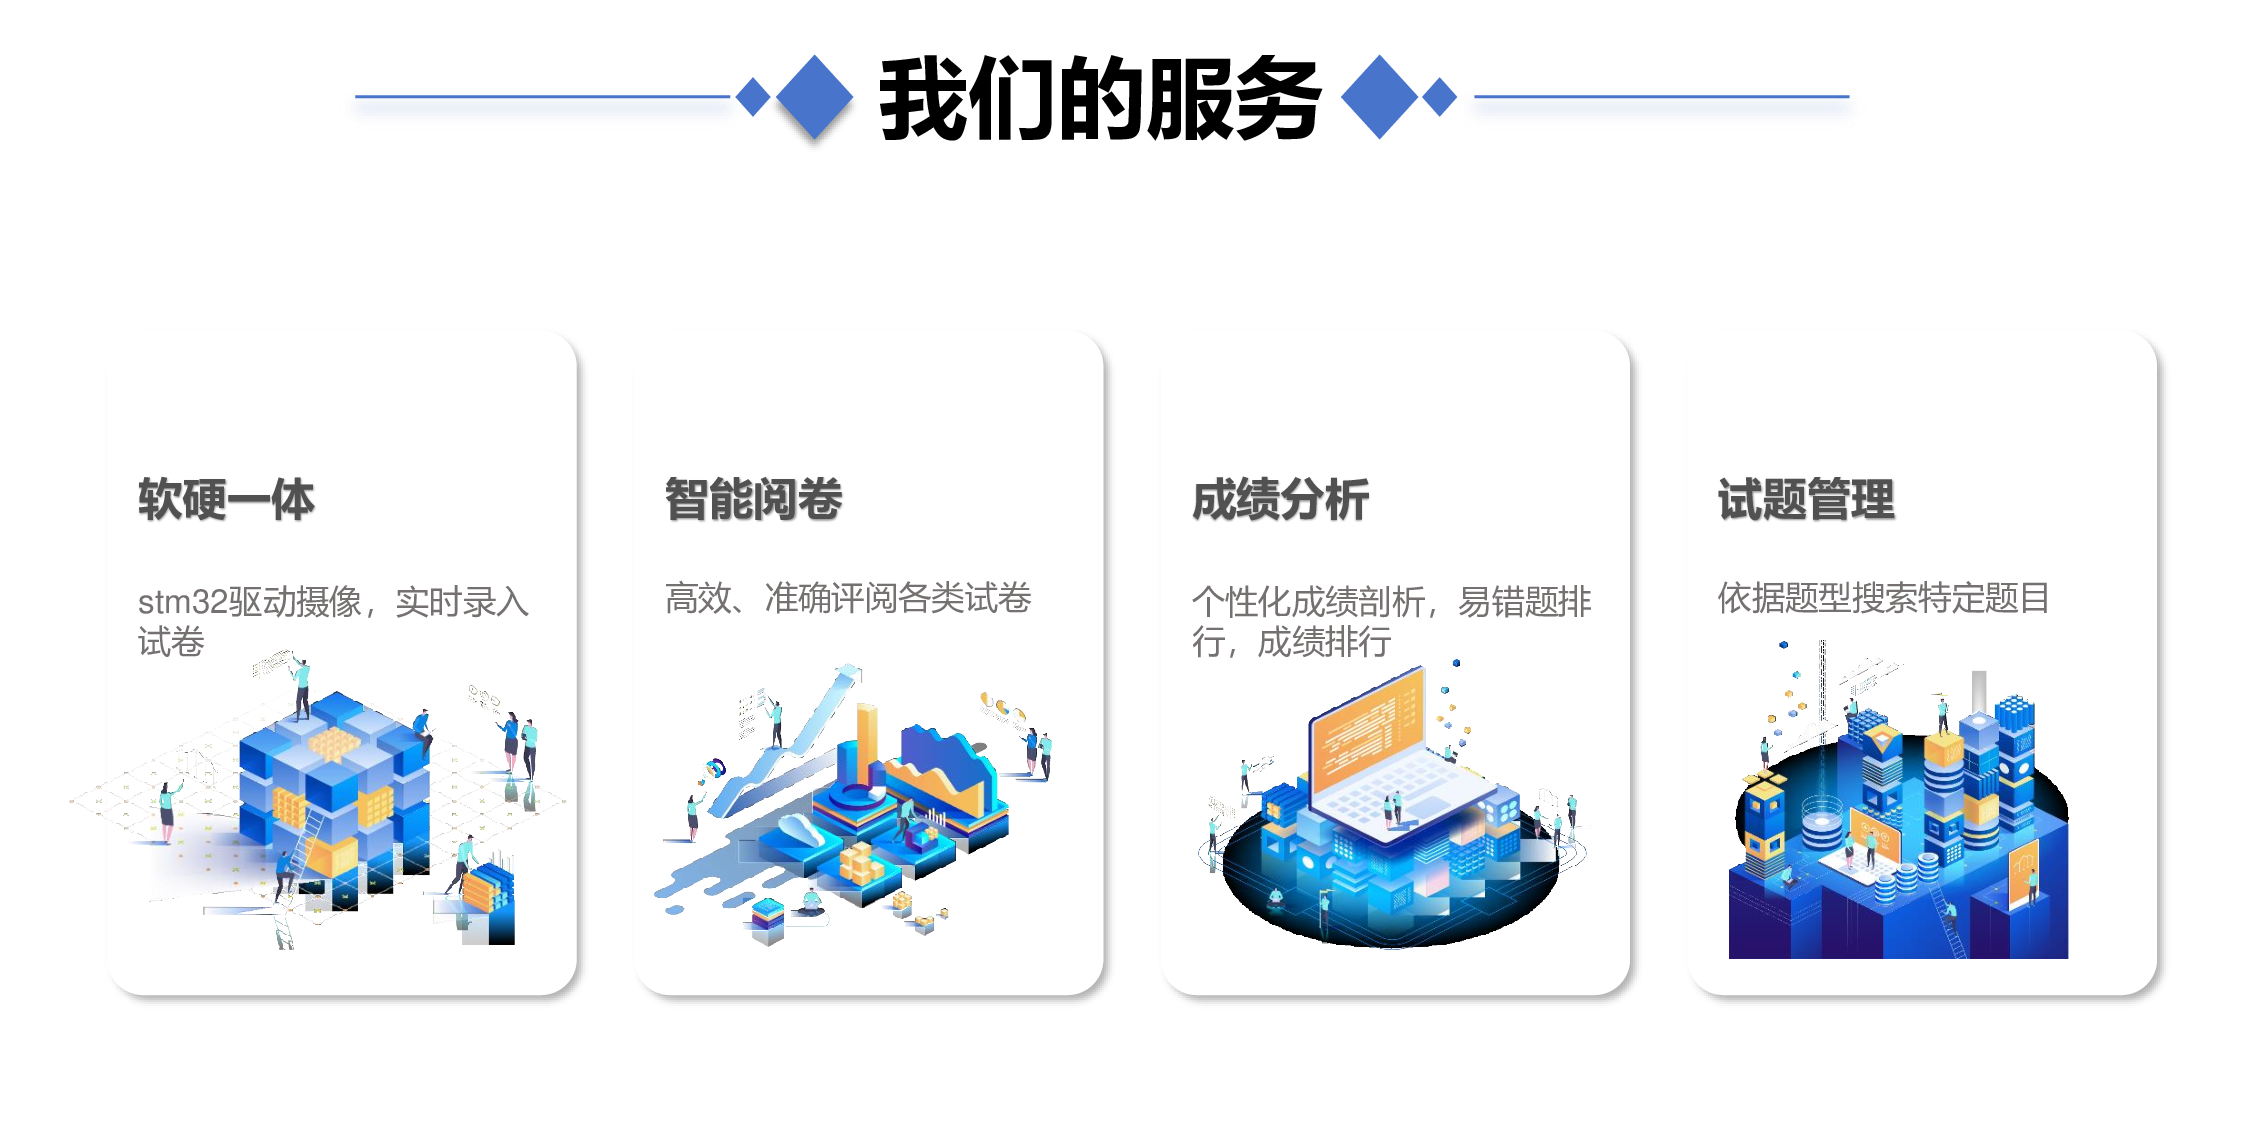 我们的服务
软硬一体
stm32驱动摄像，实时录入
试卷
智能阅卷
高效、准确评阅各类试卷
成绩分析
个性化成绩剖析，易错题排
行，成绩排行
试题管理
依据题型搜索特定题目